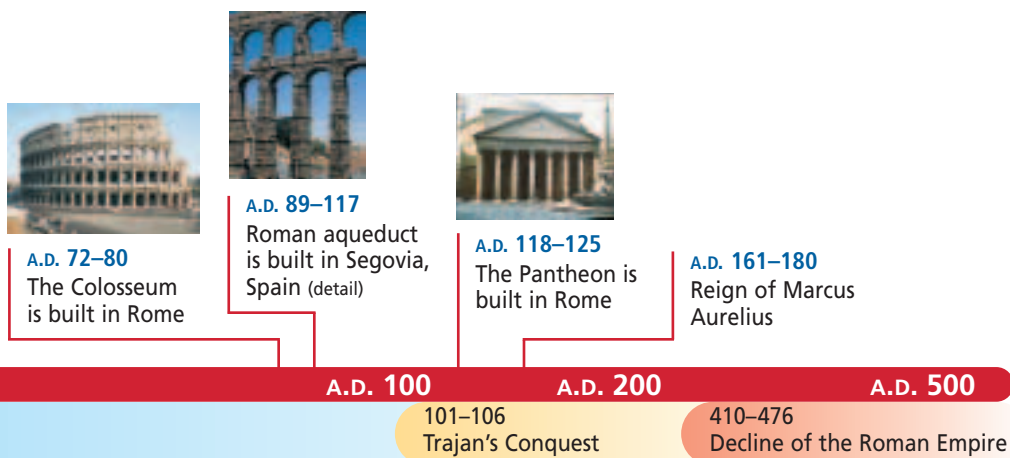 A.D. 72–80
The Colosseum
is built in Rome
A.D. 89–117
Roman aqueduct
is built in Segovia,
Spain (detail)
A.D. 118–125
The Pantheon is
built in Rome
A.D. 161–180
Reign of Marcus
Aurelius
A.D. 100
A.D. 200
A.D. 500
101–106
Trajan’s Conquest
410–476
Decline of the Roman Empire